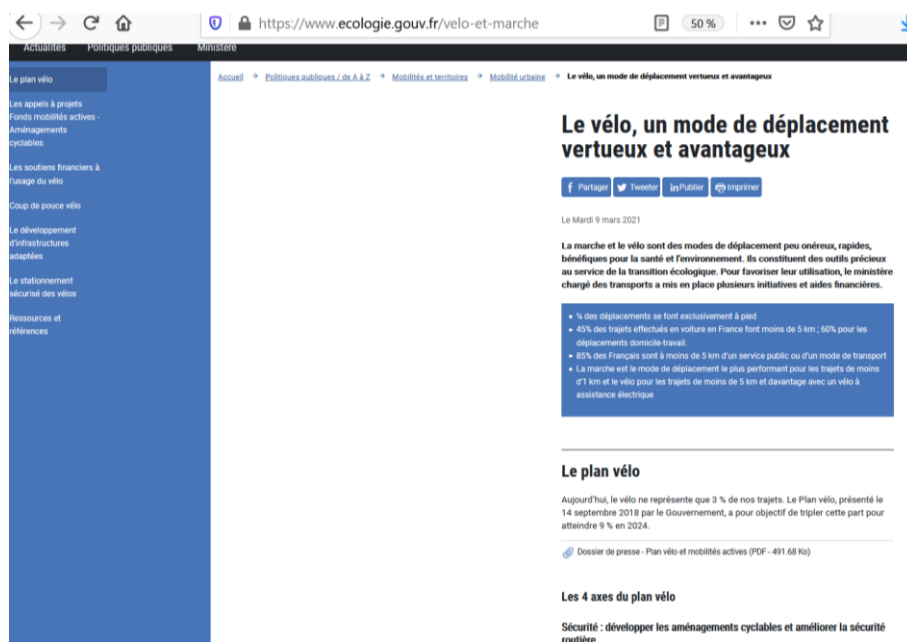 https://www.ecologie.gouv.fr/velo-et-marche
50 %
Actualités Politiques publiques Ministère
Le plan vélo
Les appels à projets
Fonds mobilités actives -
Aménagements
cyclables
Les soutiens financiers à
l'usage du vélo
Coup de pouce vélo
Le développement
d'infrastructures
adaptées
Le stationnement
sécurisé des vélos
Ressources et
références
Accueil → Politiques publiques / de A à Z → Mobilités et territoires → Mobilité urbaine → Le vélo, un mode de déplacement vertueux et avantageux
Le vélo, un mode de déplacement
vertueux et avantageux
Partager Tweeter Publier Imprimer
Le Mardi 9 mars 2021
La marche et le vélo sont des modes de déplacement peu onéreux, rapides,
bénéfiques pour la santé et l'environnement. Ils constituent des outils précieux
au service de la transition écologique. Pour favoriser leur utilisation, le ministère
chargé des transports a mis en place plusieurs initiatives et aides financières.
• ¼ des déplacements se font exclusivement à pied
• 45% des trajets effectués en voiture en France font moins de 5 km ; 60% pour les
déplacements domicile-travail.
• 85% des Français sont à moins de 5 km d'un service public ou d'un mode de transport
• La marche est le mode de déplacement le plus performant pour les trajets de moins
d'1 km et le vélo pour les trajets de moins de 5 km et davantage avec un vélo à
assistance électrique
Le plan vélo
Aujourd'hui, le vélo ne représente que 3 % de nos trajets. Le Plan vélo, présenté le
14 septembre 2018 par le Gouvernement, a pour objectif de tripler cette part pour
atteindre 9 % en 2024.
Dossier de presse - Plan vélo et mobilités actives (PDF - 491.68 Ko)
Les 4 axes du plan vélo
Sécurité : développer les aménagements cyclables et améliorer la sécurité
routière